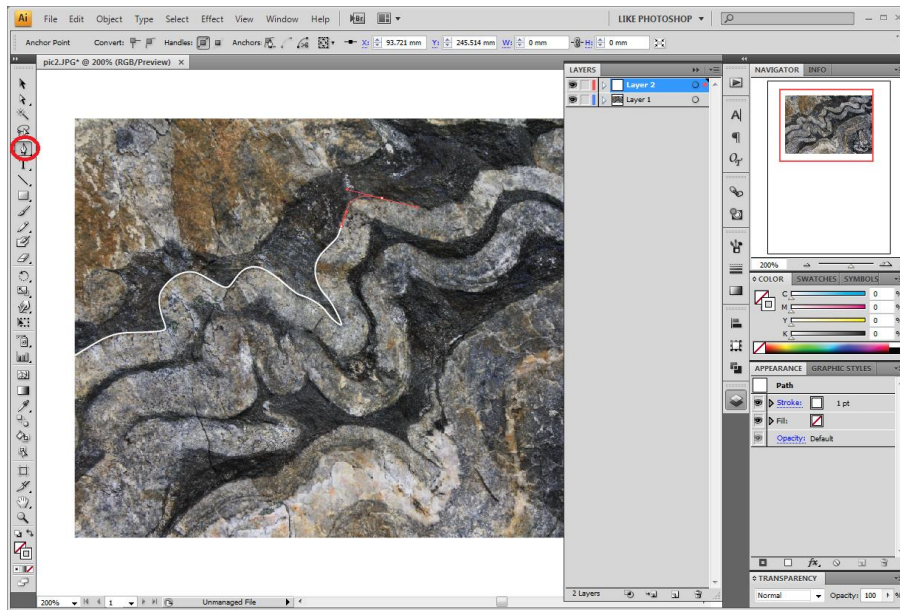 Ai File Edit Object Type Select Effect View Window Help Br LIKE PHOTOSHOP
Anchor Point Convert: Handles: Anchors: X: 93.721 mm Y: 245.514 mm W: 0 mm H: 0 mm
pic2.JPG* @ 200% (RGB/Preview) ×
LAYERS
Layer 2
Layer 1
2 Layers
NAVIGATOR INFO
200%
COLOR SWATCHES SYMBOLS
C 0 %
M 0 %
Y 0 %
K 0 %
APPEARANCE GRAPHIC STYLES
Path
Stroke: 1 pt
Fill:
Opacity: Default
fx
TRANSPARENCY
Normal Opacity: 100 %
200% 1 Unmanaged File